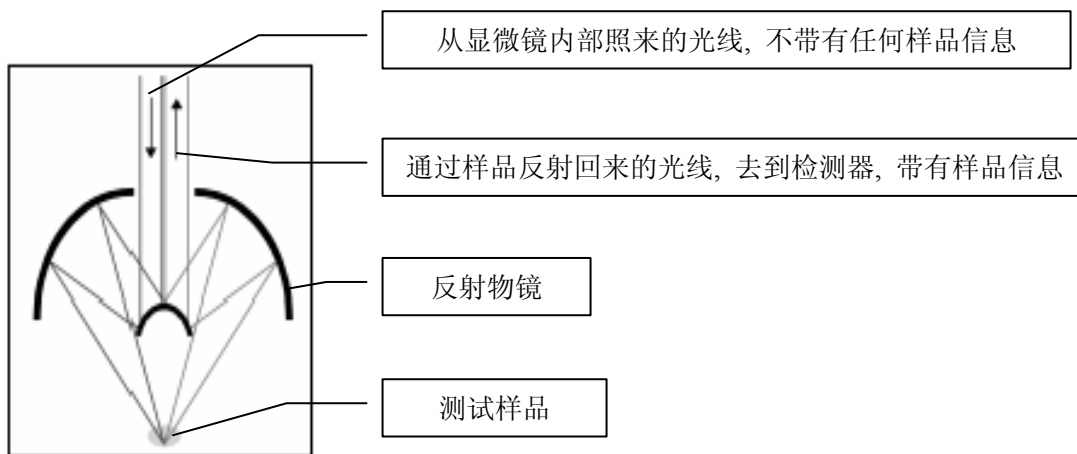 从显微镜内部照来的光线, 不带有任何样品信息
通过样品反射回来的光线, 去到检测器, 带有样品信息
反射物镜
测试样品